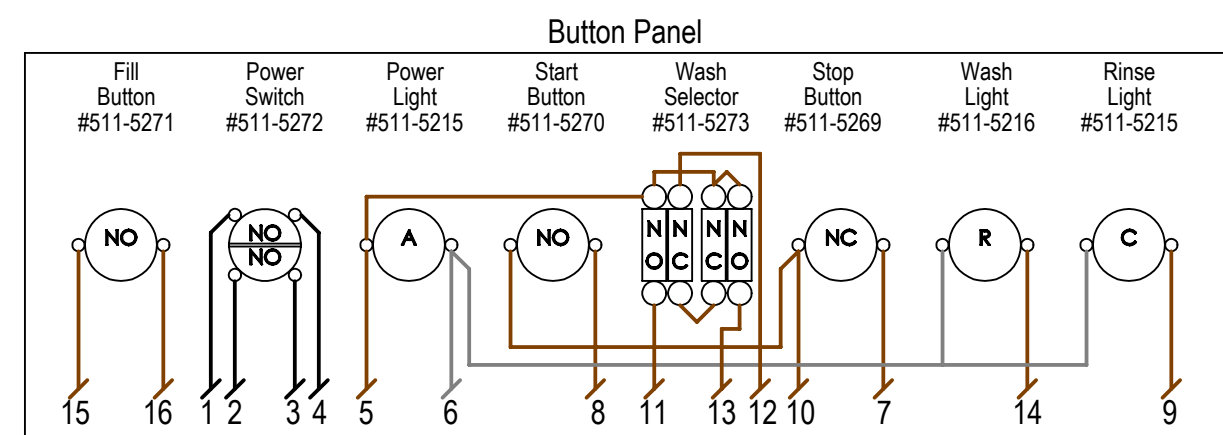 Button Panel
Fill
Button
#511-5271
Power
Switch
#511-5272
Power
Light
#511-5215
Start
Button
#511-5270
Wash
Selector
#511-5273
Stop
Button
#511-5269
Wash
Light
#511-5216
Rinse
Light
#511-5215
NO
NO
NO
A
NO
N
O
N
C
N
C
N
O
NC
R
C
15 16 1 2 3 4 5 6 8 11 13 12 10 7 14 9